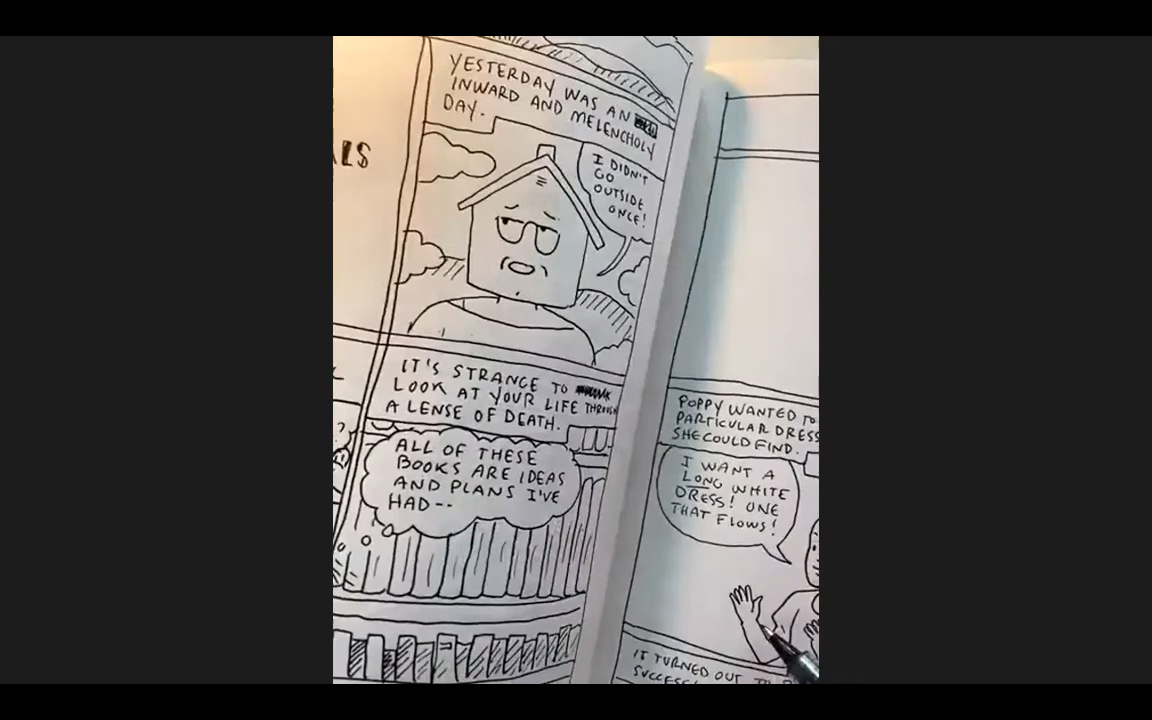 YESTERDAY WAS AN
INWARD AND MELENCHOLY
DAY.
I DIDN'T
GO
OUTSIDE
ONCE!
IT'S STRANGE TO
LOOK AT YOUR LIFE THROUGH
A LENSE OF DEATH.
ALL OF THESE
BOOKS ARE IDEAS
AND PLANS I'VE
HAD--
?
POPPY WANTED TO
PARTICULAR DRESS
SHE COULD FIND.
I WANT A
LONG WHITE
DRESS! ONE
THAT FLOWS!
IT TURNED OUT